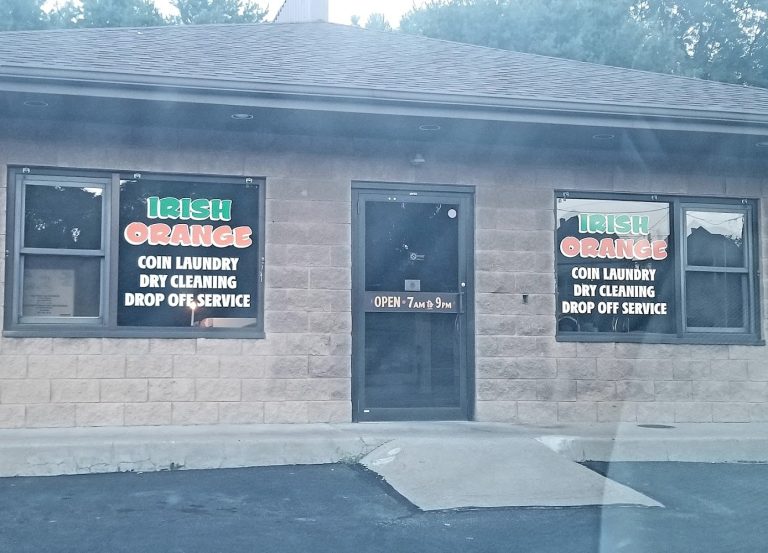 IRISH
ORANGE
COIN LAUNDRY
DRY CLEANING
DROP OFF SERVICE
OPEN 7AM TO 9PM
IRISH
ORANGE
COIN LAUNDRY
DRY CLEANING
DROP OFF SERVICE